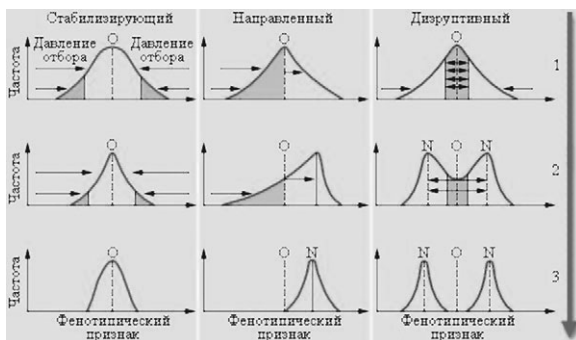 Стабилизирующий Направленный Дизруптивный
Давление отбора Давление отбора
О О О
Частота
1
О О N О N
Частота
2
О О N N О N
Частота
3
Фенотипический признак Фенотипический признак Фенотипический признак